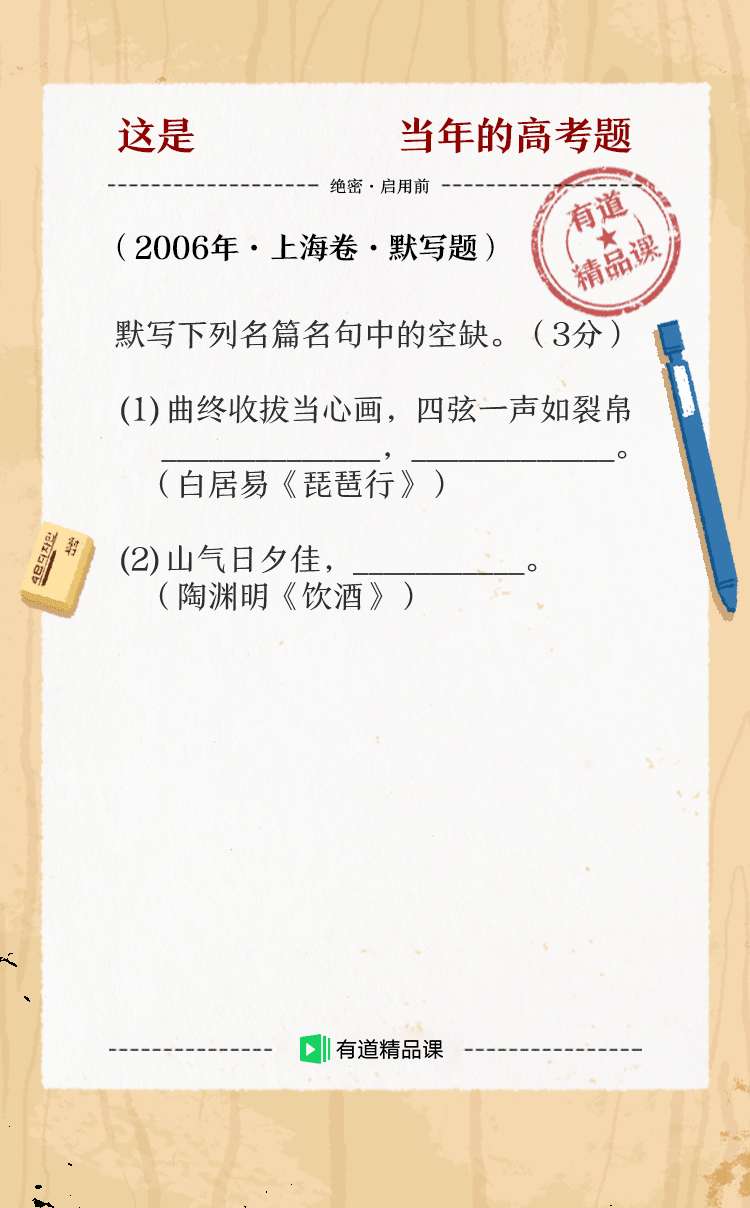 这是 当年的高考题
绝密·启用前
有道
精品课
(2006年·上海卷·默写题)
默写下列名篇名句中的空缺。(3分)
(1)曲终收拔当心画，四弦一声如裂帛
______________，_____________。
(白居易《琵琶行》)
(2)山气日夕佳，___________。
(陶渊明《饮酒》)
有道精品课